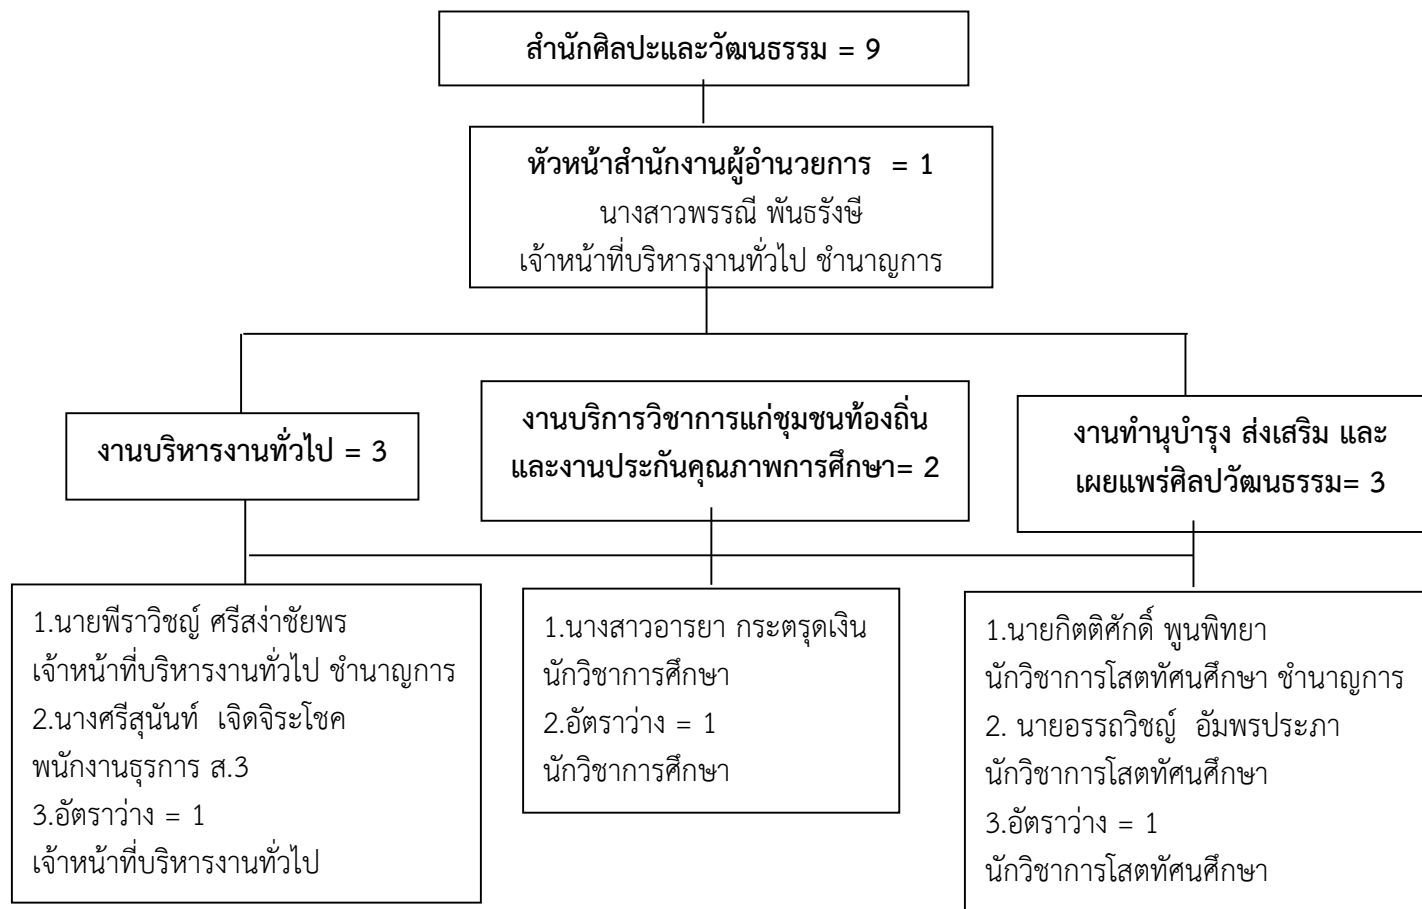 สำนักศิลปะและวัฒนธรรม = 9
หัวหน้าสำนักงานผู้อำนวยการ = 1
นางสาวพรรณี พันธรังษี
เจ้าหน้าที่บริหารงานทั่วไป ชำนาญการ
งานบริหารงานทั่วไป = 3
งานบริการวิชาการแก่ชุมชนท้องถิ่น
และงานประกันคุณภาพการศึกษา= 2
งานทำนุบำรุง ส่งเสริม และ
เผยแพร่ศิลปวัฒนธรรม= 3
1.นายพีราวิชญ์ ศรีสง่าชัยพร
เจ้าหน้าที่บริหารงานทั่วไป ชำนาญการ
2.นางศรีสุนันท์ เจิดจิระโชค
พนักงานธุรการ ส.3
3.อัตราว่าง = 1
เจ้าหน้าที่บริหารงานทั่วไป
1.นางสาวอารยา กระตรุดเงิน
นักวิชาการศึกษา
2.อัตราว่าง = 1
นักวิชาการศึกษา
1.นายกิตติศักดิ์ พูนพิทยา
นักวิชาการโสตทัศนศึกษา ชำนาญการ
2. นายอรรถวิชญ์ อัมพรประภา
นักวิชาการโสตทัศนศึกษา
3.อัตราว่าง = 1
นักวิชาการโสตทัศนศึกษา